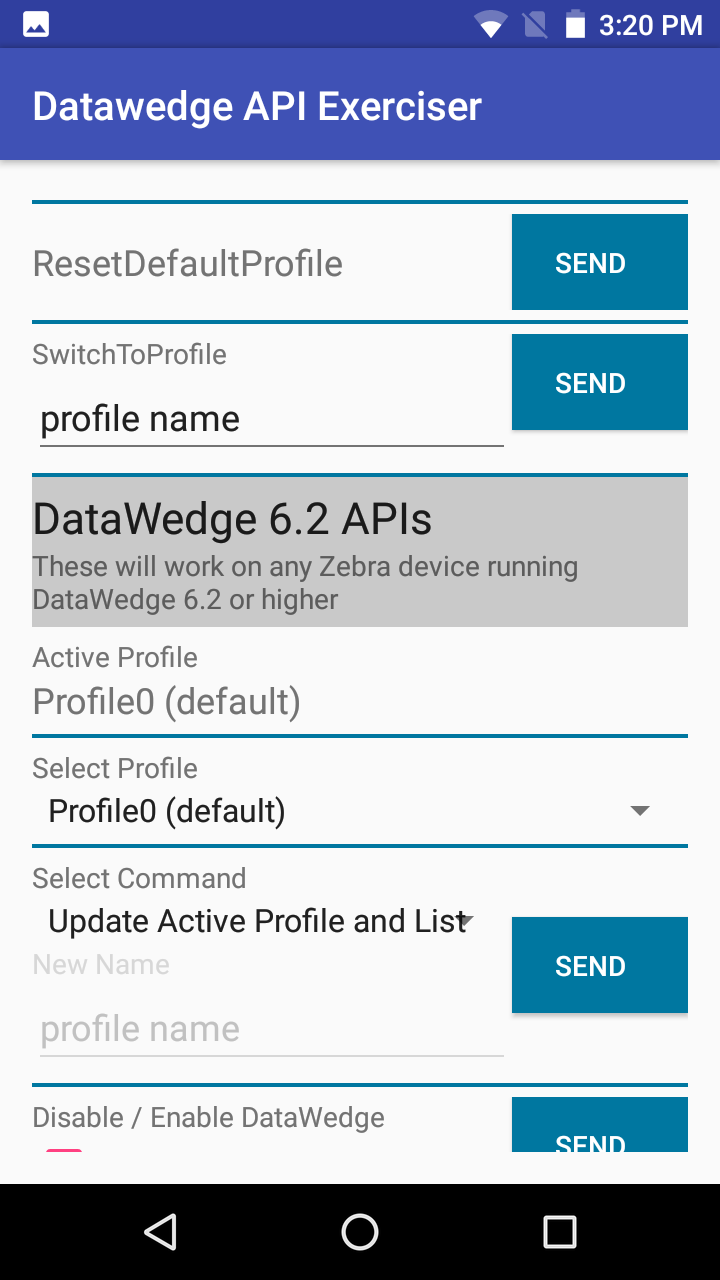 3:20 PM
Datawedge API Exerciser
ResetDefaultProfile
SEND
SwitchToProfile
SEND
profile name
DataWedge 6.2 APIs
These will work on any Zebra device running
DataWedge 6.2 or higher
Active Profile
Profile0 (default)
Select Profile
Profile0 (default)
Select Command
Update Active Profile and List
New Name
SEND
profile name
Disable / Enable DataWedge
SEND